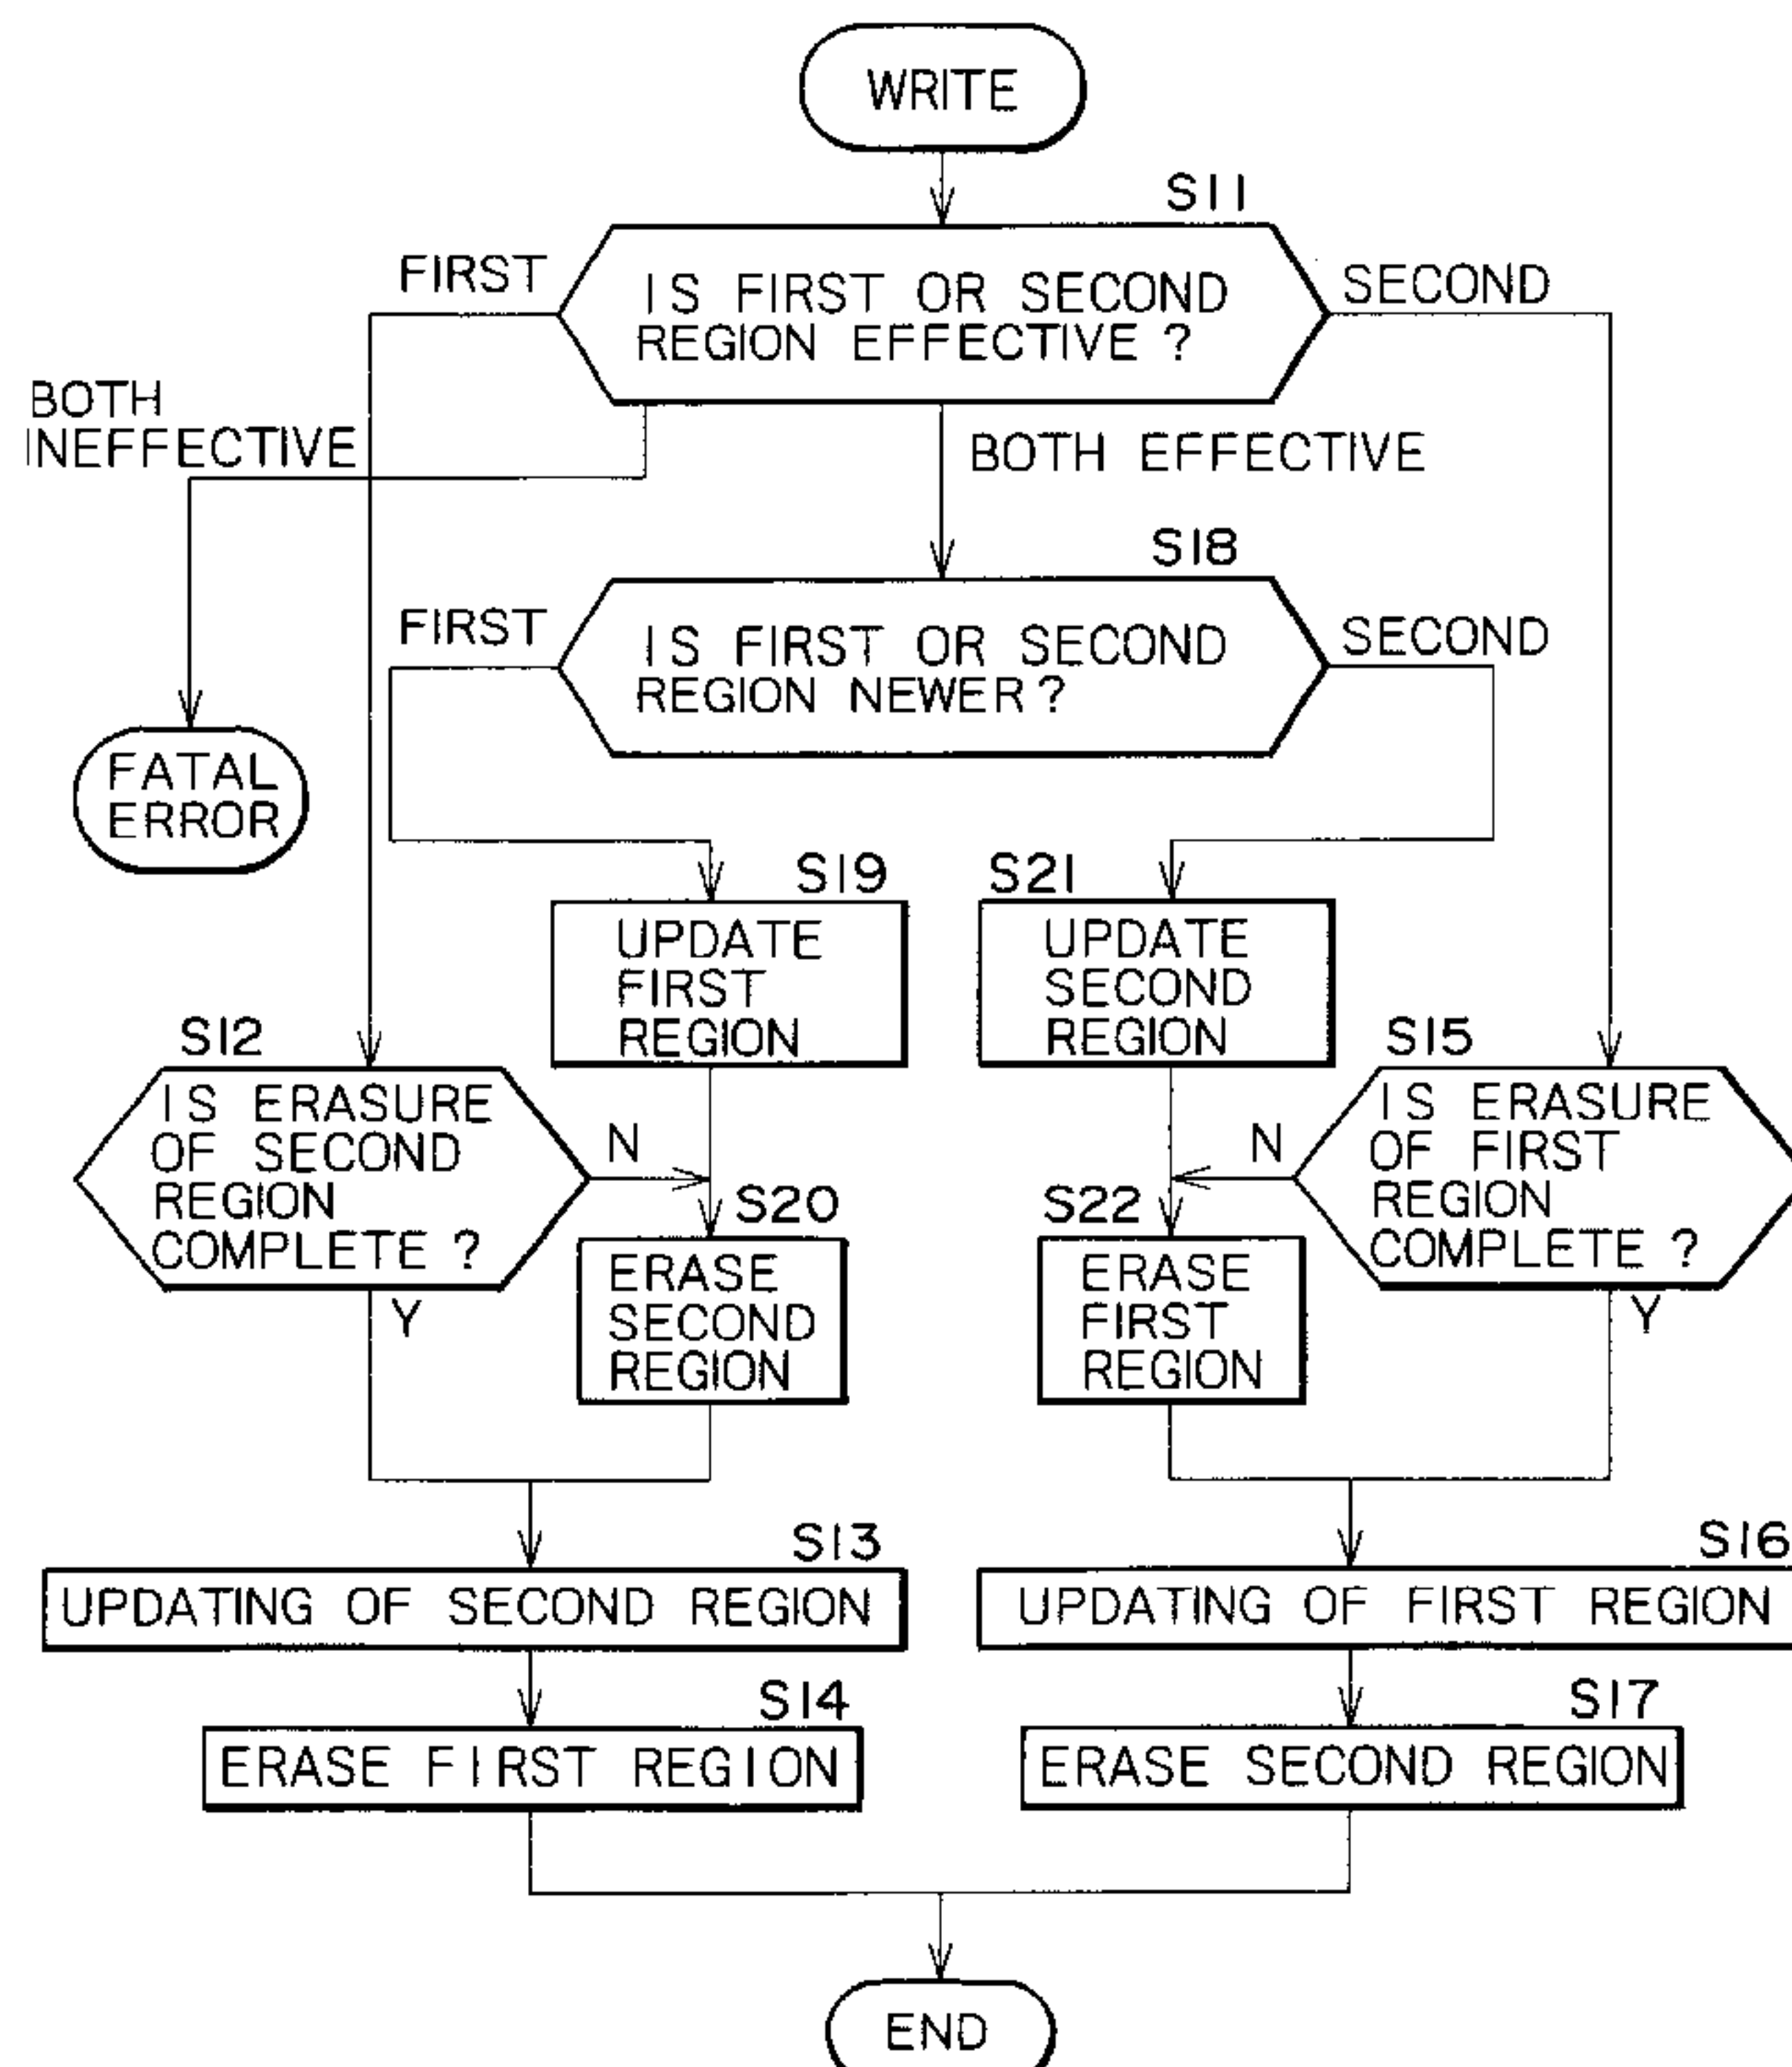 WRITE
S11
FIRST
IS FIRST OR SECOND
REGION EFFECTIVE ?
SECOND
BOTH
INEFFECTIVE
BOTH EFFECTIVE
S18
FIRST
IS FIRST OR SECOND
REGION NEWER ?
SECOND
FATAL
ERROR
S19
UPDATE
FIRST
REGION
S21
UPDATE
SECOND
REGION
S12
IS ERASURE
OF SECOND
REGION
COMPLETE ?
N
Y
S15
IS ERASURE
OF FIRST
REGION
COMPLETE ?
N
Y
S20
ERASE
SECOND
REGION
S22
ERASE
FIRST
REGION
S13
UPDATING OF SECOND REGION
S16
UPDATING OF FIRST REGION
S14
ERASE FIRST REGION
S17
ERASE SECOND REGION
END